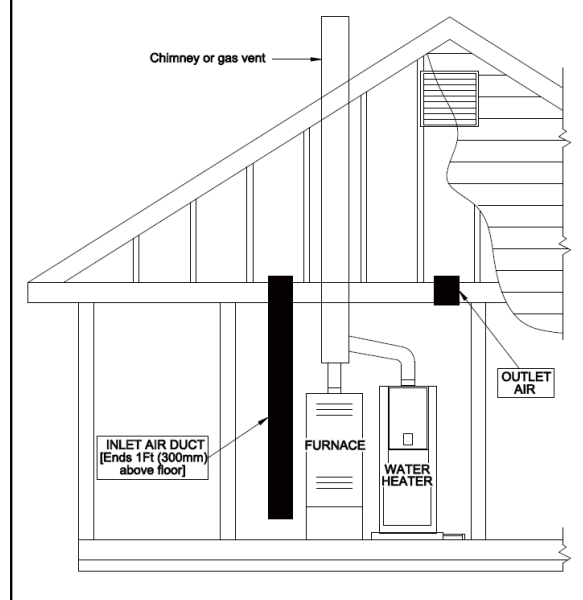 Chimney or gas vent
OUTLET
AIR
INLET AIR DUCT
[Ends 1Ft (300mm)
above floor]
FURNACE
WATER
HEATER